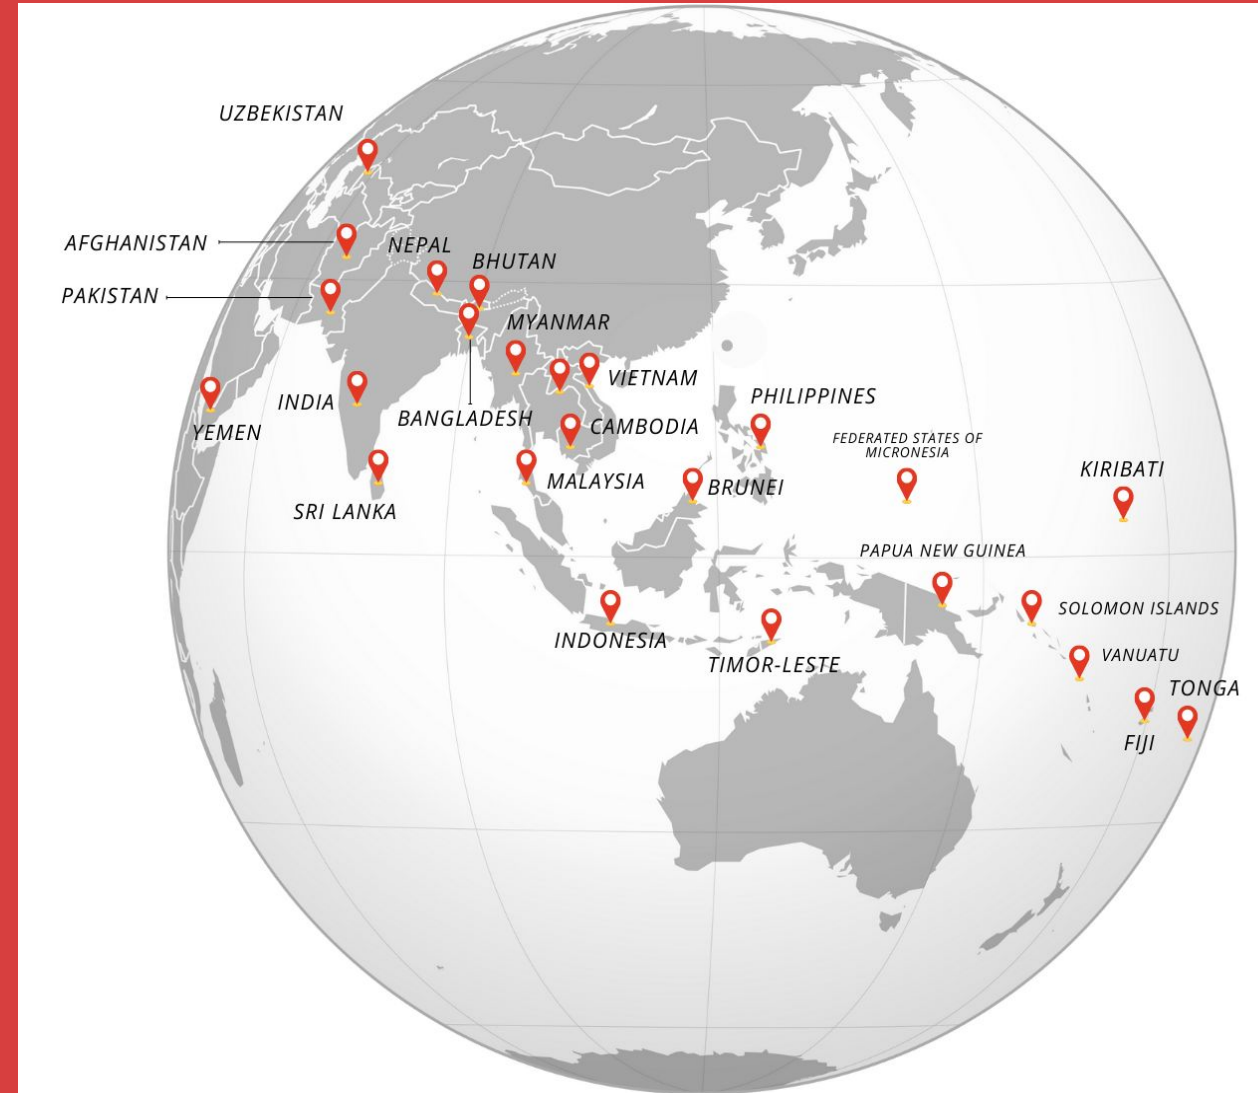 UZBEKISTAN
AFGHANISTAN
NEPAL
BHUTAN
PAKISTAN
MYANMAR
VIETNAM
INDIA
YEMEN
BANGLADESH
PHILIPPINES
CAMBODIA
FEDERATED STATES OF
MICRONESIA
KIRIBATI
MALAYSIA
BRUNEI
SRI LANKA
PAPUA NEW GUINEA
SOLOMON ISLANDS
INDONESIA
TIMOR-LESTE
VANUATU
TONGA
FIJI